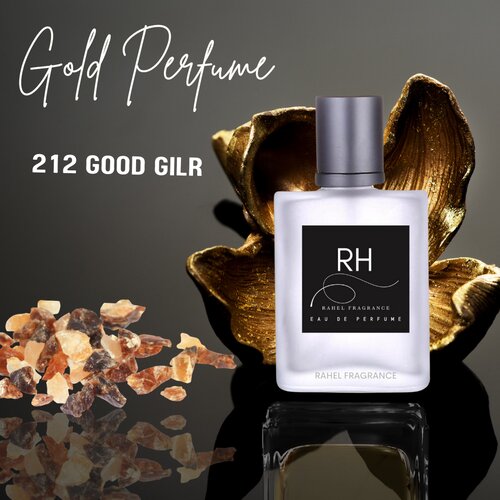 Gold Perfume
212 GOOD GILR
RH
RAHEL FRAGRANCE
EAU DE PERFUME
RAHEL FRAGRANCE